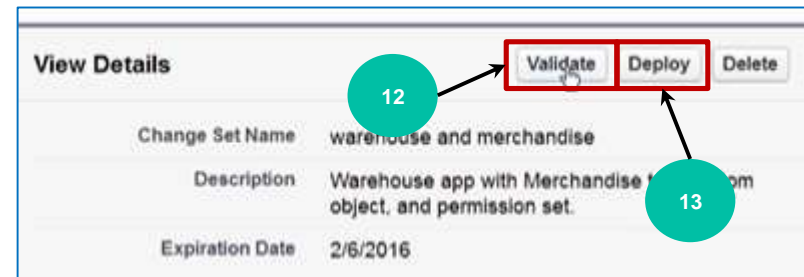 View Details
Validate Deploy Delete
12
Change Set Name warehouse and merchandise
Description Warehouse app with Merchandise
object, and permission set.
13
Expiration Date 2/6/2016